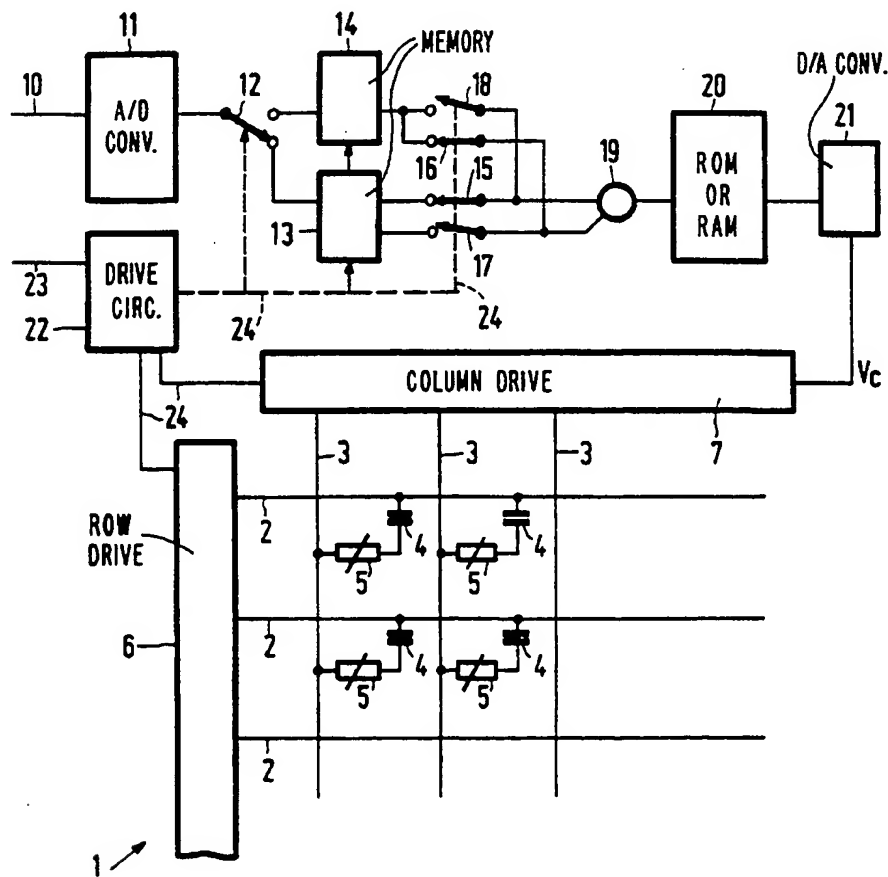 11
14
MEMORY
D/A CONV.
10
12
18
20
21
A/D
CONV.
16
15
19
ROM
OR
RAM
13
17
23
DRIVE
CIRC.
22
24
24
24
24
COLUMN DRIVE
Vc
7
3
3
3
ROW
DRIVE
2
4
4
5
5
6
2
4
4
5
5
2
1